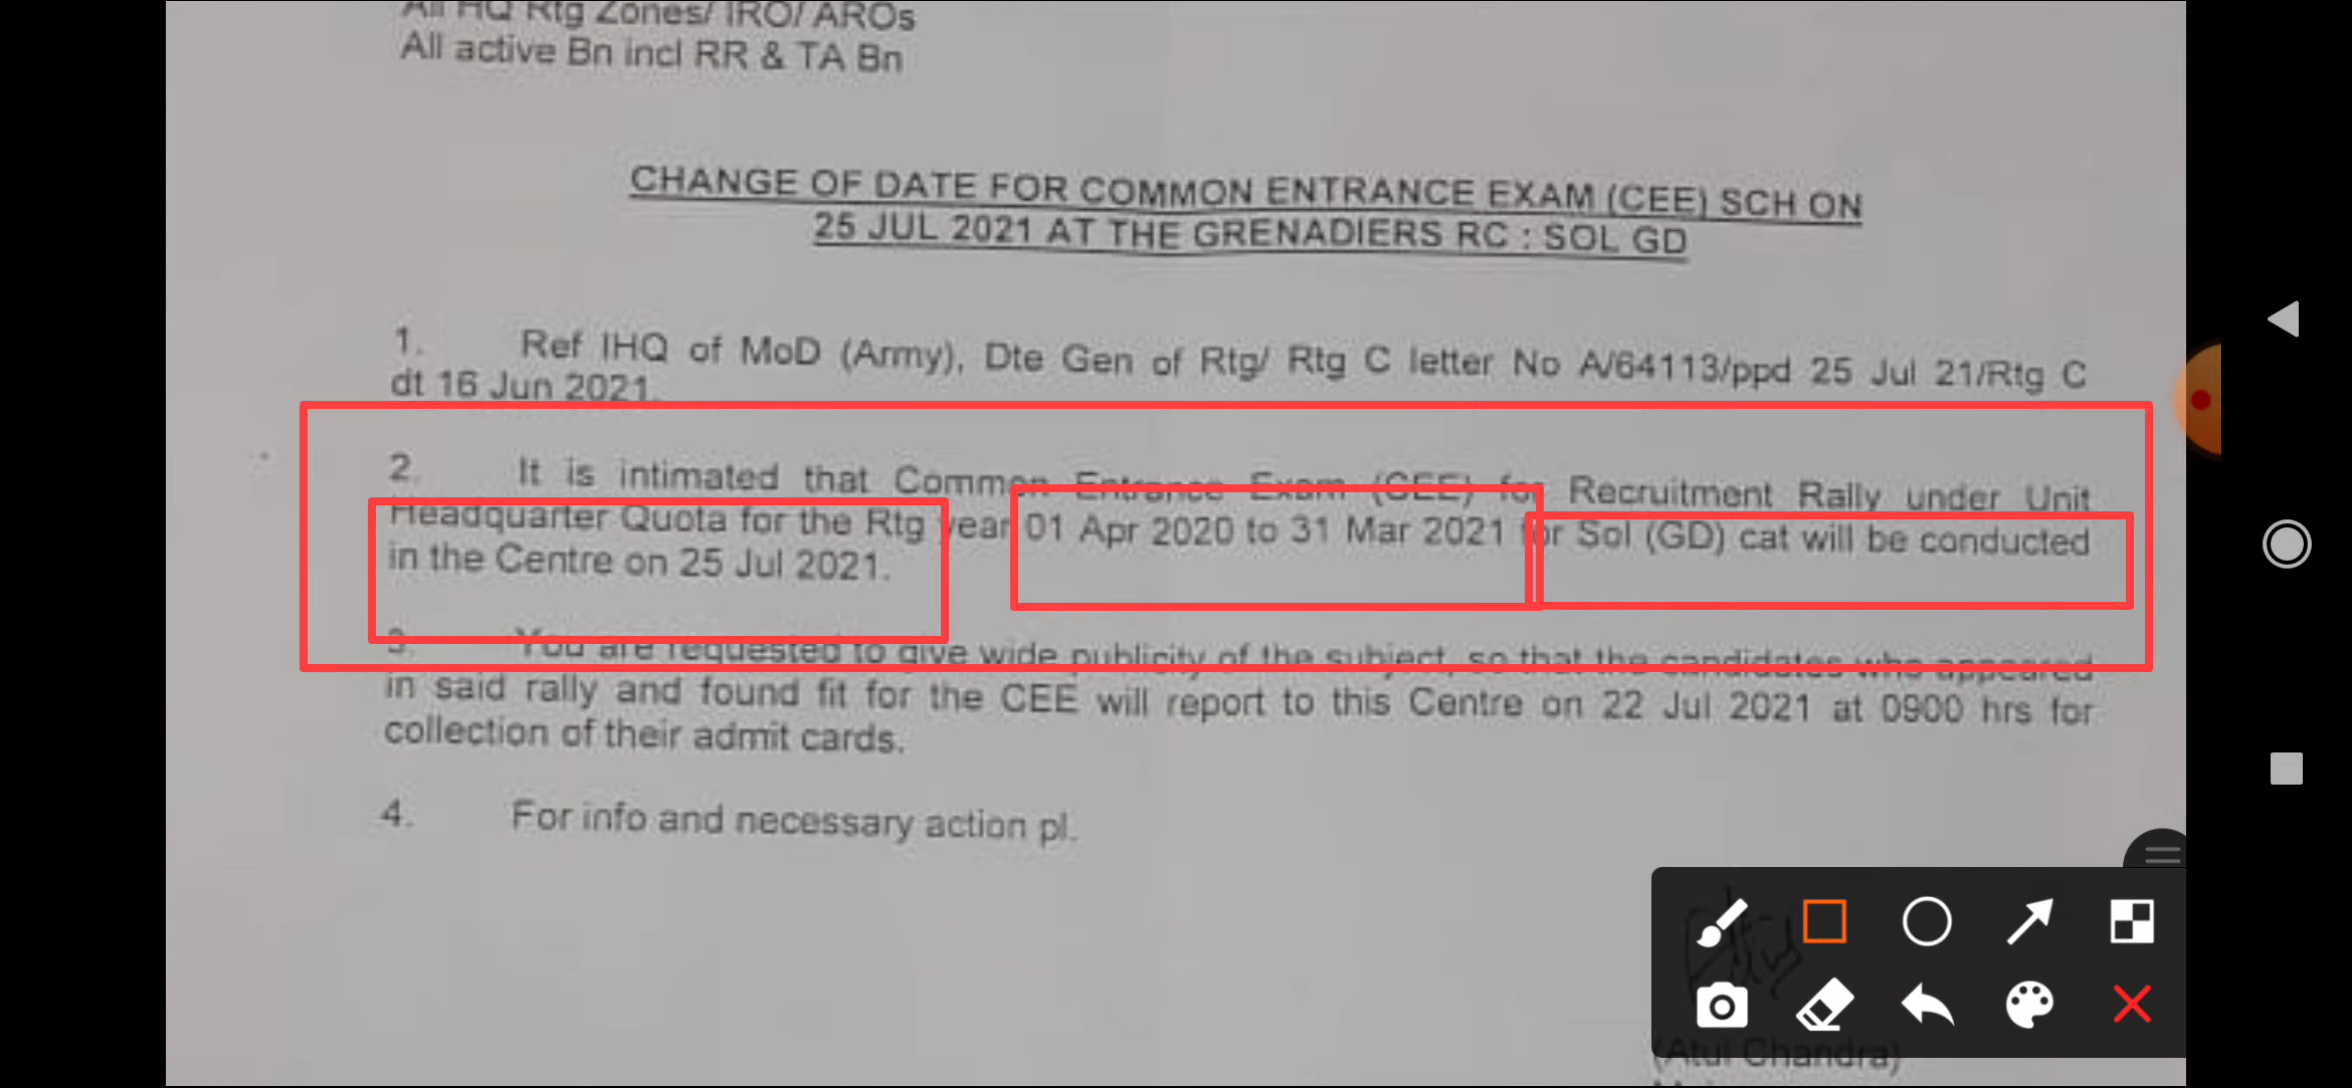 All HQ Rtg Zones/ IRO/ AROs
All active Bn incl RR & TA Bn
CHANGE OF DATE FOR COMMON ENTRANCE EXAM (CEE) SCH ON
25 JUL 2021 AT THE GRENADIERS RC : SOL GD
1. Ref IHQ of MoD (Army), Dte Gen of Rtg/ Rtg C letter No A/64113/ppd 25 Jul 21/Rtg C
dt 16 Jun 2021.
2. It is intimated that Common Entrance Exam (CEE) for Recruitment Rally under Unit
Headquarter Quota for the Rtg year 01 Apr 2020 to 31 Mar 2021 for Sol (GD) cat will be conducted
in the Centre on 25 Jul 2021.
3. You are requested to give wide publicity of the subject, so that the candidates who appeared
in said rally and found fit for the CEE will report to this Centre on 22 Jul 2021 at 0900 hrs for
collection of their admit cards.
4. For info and necessary action pl.
(Atul Chandra)